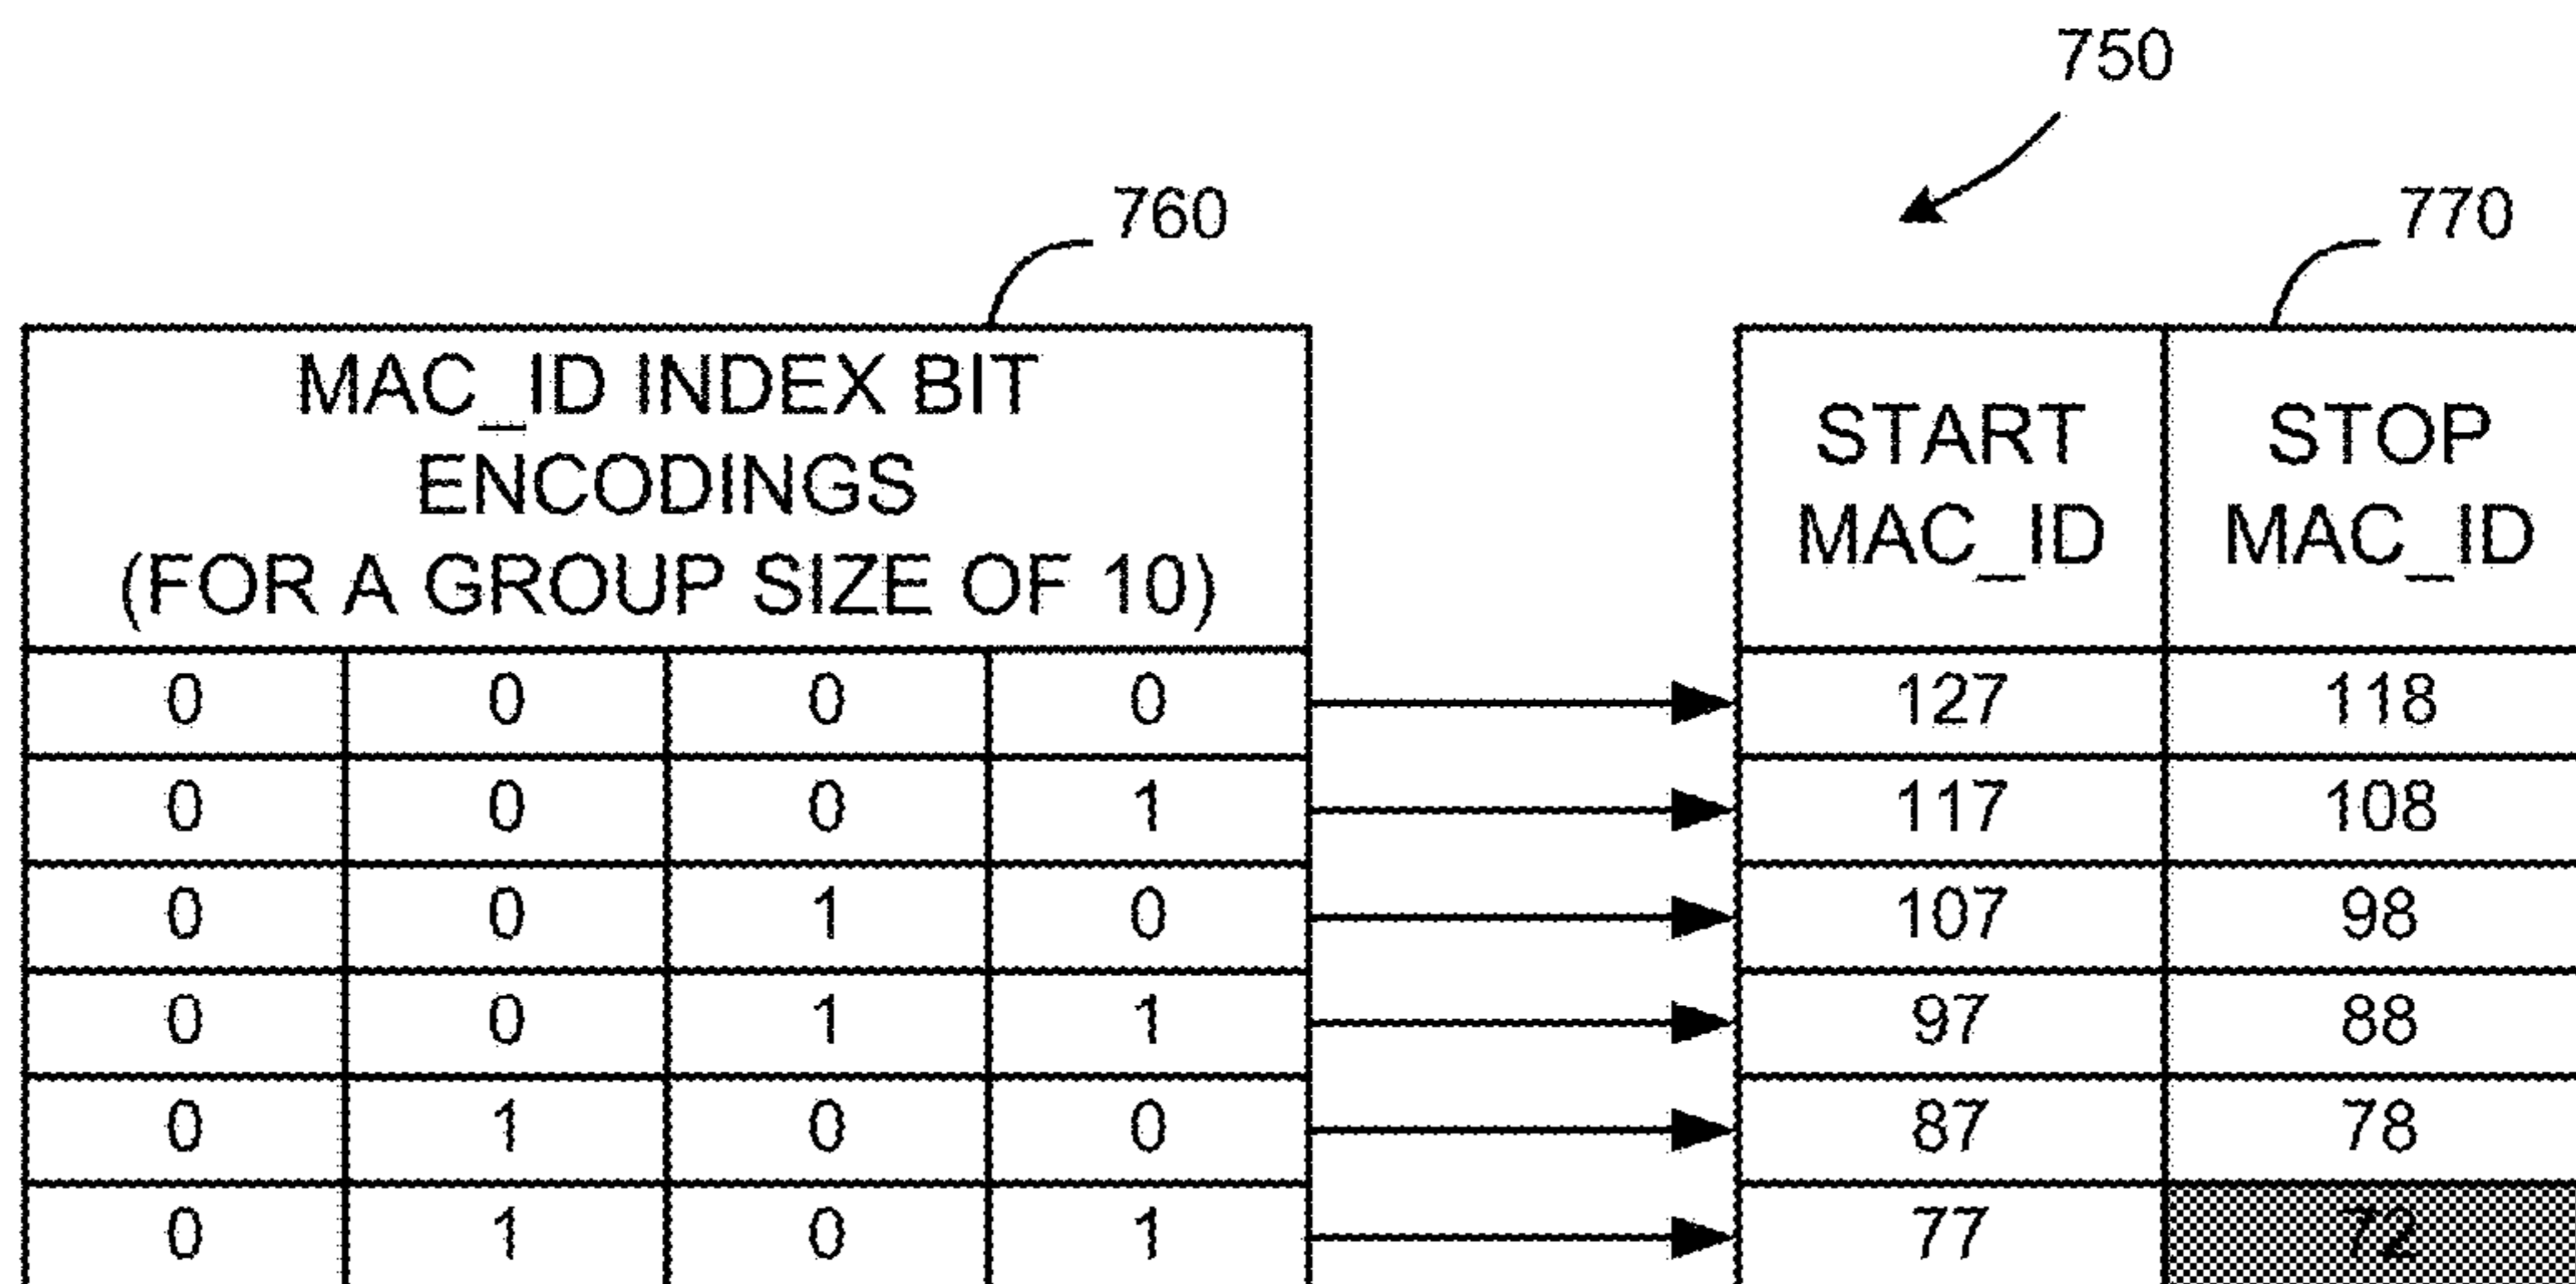 750
760
770
MAC_ID INDEX BIT
ENCODINGS
(FOR A GROUP SIZE OF 10)
START
MAC_ID
STOP
MAC_ID
0 0 0 0 127 118
0 0 0 1 117 108
0 0 1 0 107 98
0 0 1 1 97 88
0 1 0 0 87 78
0 1 0 1 77 72